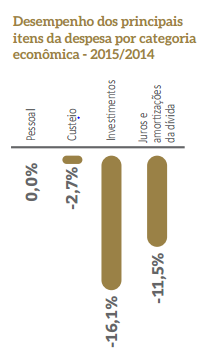 Desempenho dos principais
itens da despesa por categoria
econômica - 2015/2014
Pessoal
Custeio
Investimentos
Juros e
amortizações
da dívida
0,0%
-2,7%
-16,1%
-11,5%